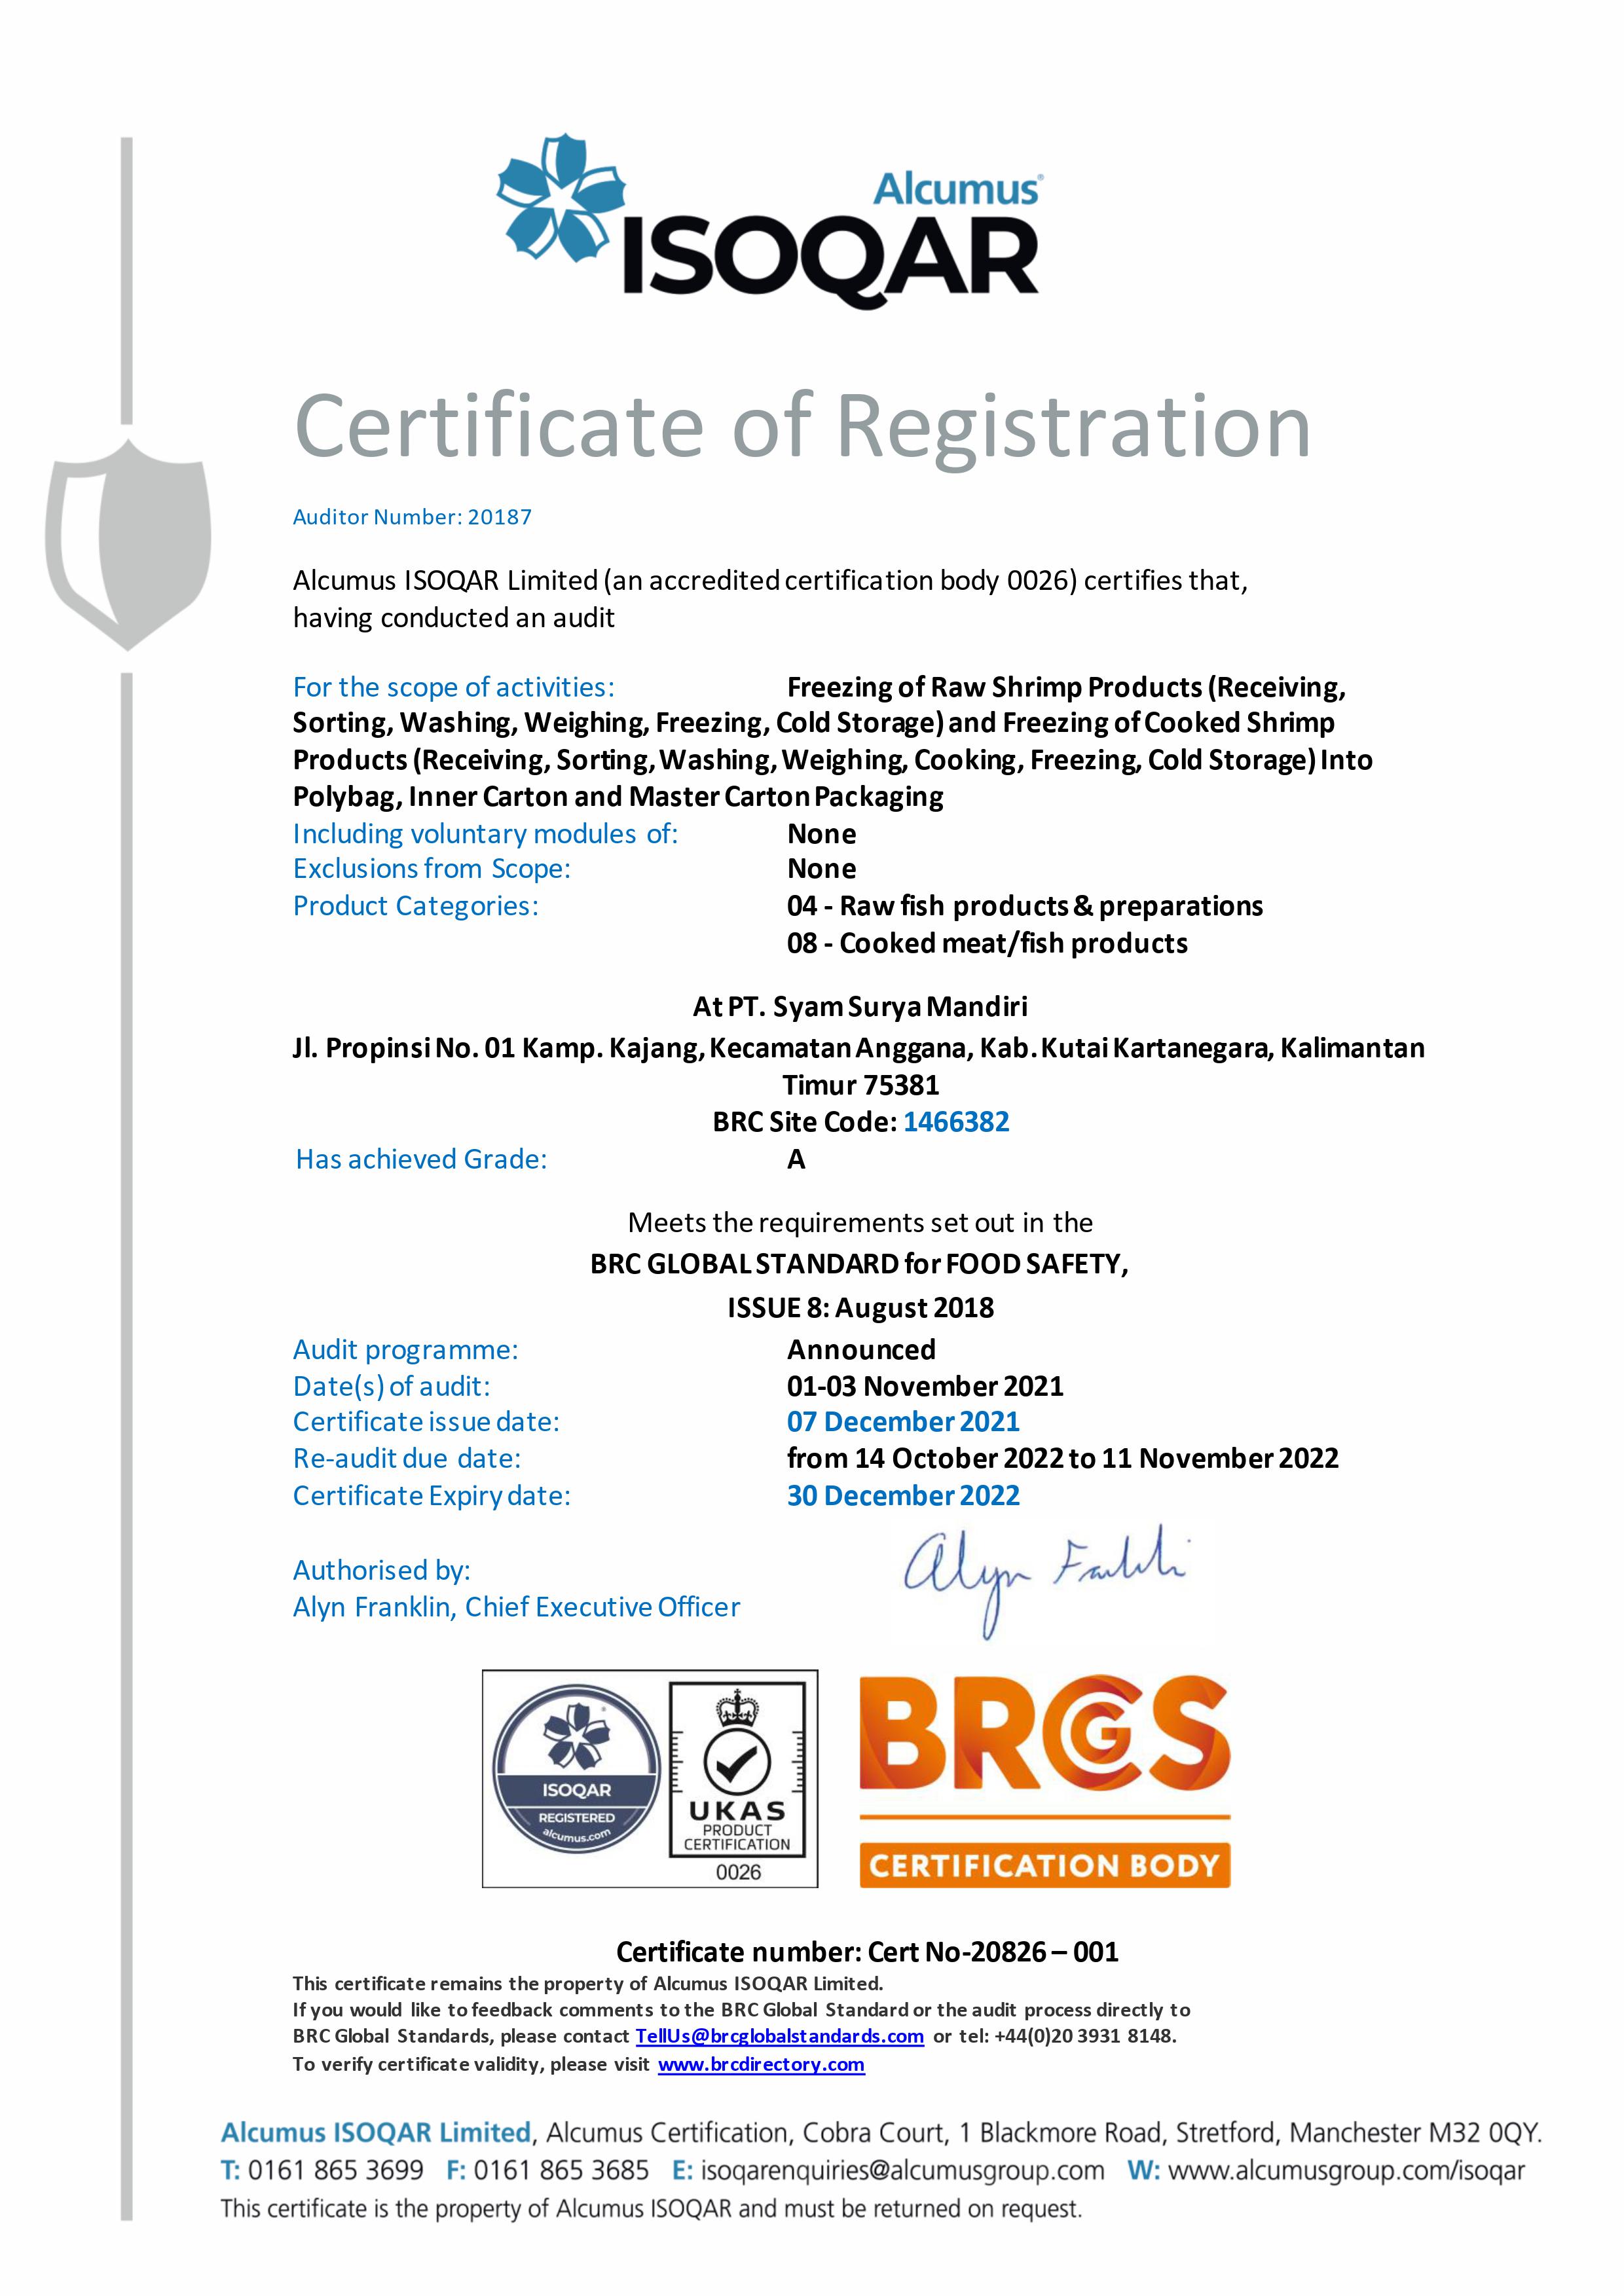 Alcumus®
ISOQAR
Certificate of Registration
Auditor Number: 20187
Alcumus ISOQAR Limited (an accredited certification body 0026) certifies that,
having conducted an audit
For the scope of activities: Freezing of Raw Shrimp Products (Receiving,
Sorting, Washing, Weighing, Freezing, Cold Storage) and Freezing of Cooked Shrimp
Products (Receiving, Sorting, Washing, Weighing, Cooking, Freezing, Cold Storage) Into
Polybag, Inner Carton and Master Carton Packaging
Including voluntary modules of: None
Exclusions from Scope: None
Product Categories: 04 - Raw fish products & preparations
08 - Cooked meat/fish products
At PT. Syam Surya Mandiri
Jl. Propinsi No. 01 Kamp. Kajang, Kecamatan Anggana, Kab. Kutai Kartanegara, Kalimantan
Timur 75381
BRC Site Code: 1466382
Has achieved Grade: A
Meets the requirements set out in the
BRC GLOBAL STANDARD for FOOD SAFETY,
ISSUE 8: August 2018
Audit programme: Announced
Date(s) of audit: 01-03 November 2021
Certificate issue date: 07 December 2021
Re-audit due date: from 14 October 2022 to 11 November 2022
Certificate Expiry date: 30 December 2022
Authorised by:
Alyn Franklin, Chief Executive Officer
ISOQAR
REGISTERED
alcumus.com
UKAS
PRODUCT
CERTIFICATION
0026
BRCGS
CERTIFICATION BODY
Certificate number: Cert No-20826 – 001
This certificate remains the property of Alcumus ISOQAR Limited.
If you would like to feedback comments to the BRC Global Standard or the audit process directly to
BRC Global Standards, please contact TellUs@brcglobalstandards.com or tel: +44(0)20 3931 8148.
To verify certificate validity, please visit www.brcdirectory.com
Alcumus ISOQAR Limited, Alcumus Certification, Cobra Court, 1 Blackmore Road, Stretford, Manchester M32 0QY.
T: 0161 865 3699 F: 0161 865 3685 E: isoqarenquiries@alcumusgroup.com W: www.alcumusgroup.com/isoqar
This certificate is the property of Alcumus ISOQAR and must be returned on request.